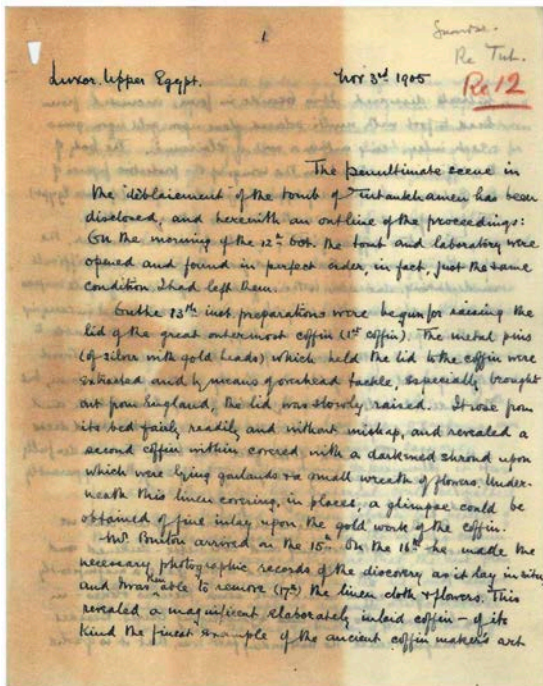 1
Re Tut.
Re 12
Luxor. Upper Egypt. Nov 3rd 1925
The penultimate scene in
the "déblaiement" of the tomb of Tutankhamen has been
disclosed, and herewith an outline of the proceedings:
On the morning of the 12th Oct. the tomb and laboratory were
opened and found in perfect order, in fact, just the same
condition I had left them.
On the 13th inst. preparations were begun for raising the
lid of the great outermost coffin (1st coffin). The metal pins
(of silver with gold heads) which held the lid to the coffin were
extracted and by means of overhead tackle, especially brought
out from England, the lid was slowly raised. It rose from
its bed fairly readily and without mishap, and revealed a
second coffin within covered with a darkened shroud upon
which were lying garlands & a small wreath of flowers. Under-
neath this linen covering, in places, a glimpse could be
obtained of fine inlay upon the gold work of the coffin.
Mr. Burton arrived on the 15th. On the 16th he made the
necessary photographic records of the discovery as it lay in situ,
and I was then able to remove (17th) the linen cloth & flowers. This
revealed a magnificent elaborately inlaid coffin – of its
kind the finest example of the ancient coffin maker's art